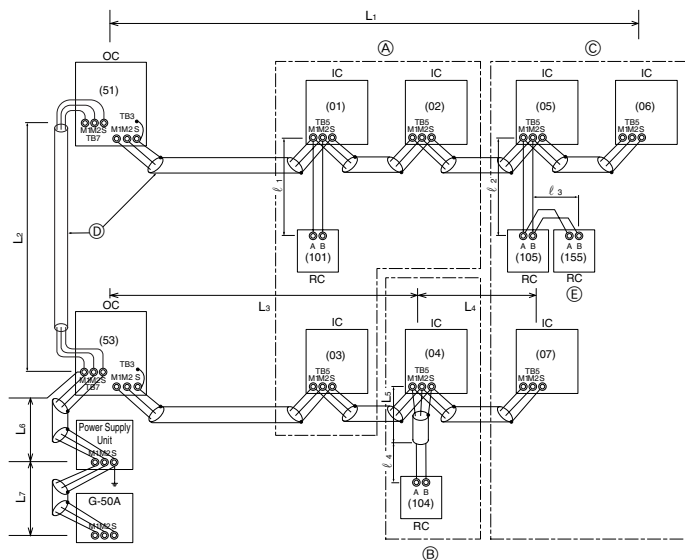 L1
OC
(51)
TB3
M1M2S
M1M2 S
TB7
A
IC
(01)
TB5
M1M2S
IC
(02)
TB5
M1M2S
C
IC
(05)
TB5
M1M2S
IC
(06)
TB5
M1M2S
ℓ1
ℓ2
ℓ3
L2
D
A B
(101)
RC
A B
(105)
RC
A B
(155)
RC
E
OC
(53)
TB3
M1M2S
M1M2 S
TB7
L3
L4
IC
(03)
TB5
M1M2S
IC
(04)
TB5
M1M2S
IC
(07)
TB5
M1M2S
L5
ℓ4
L6
Power Supply
Unit
M1M2S
L7
G-50A
M1M2S
A B
(104)
RC
B